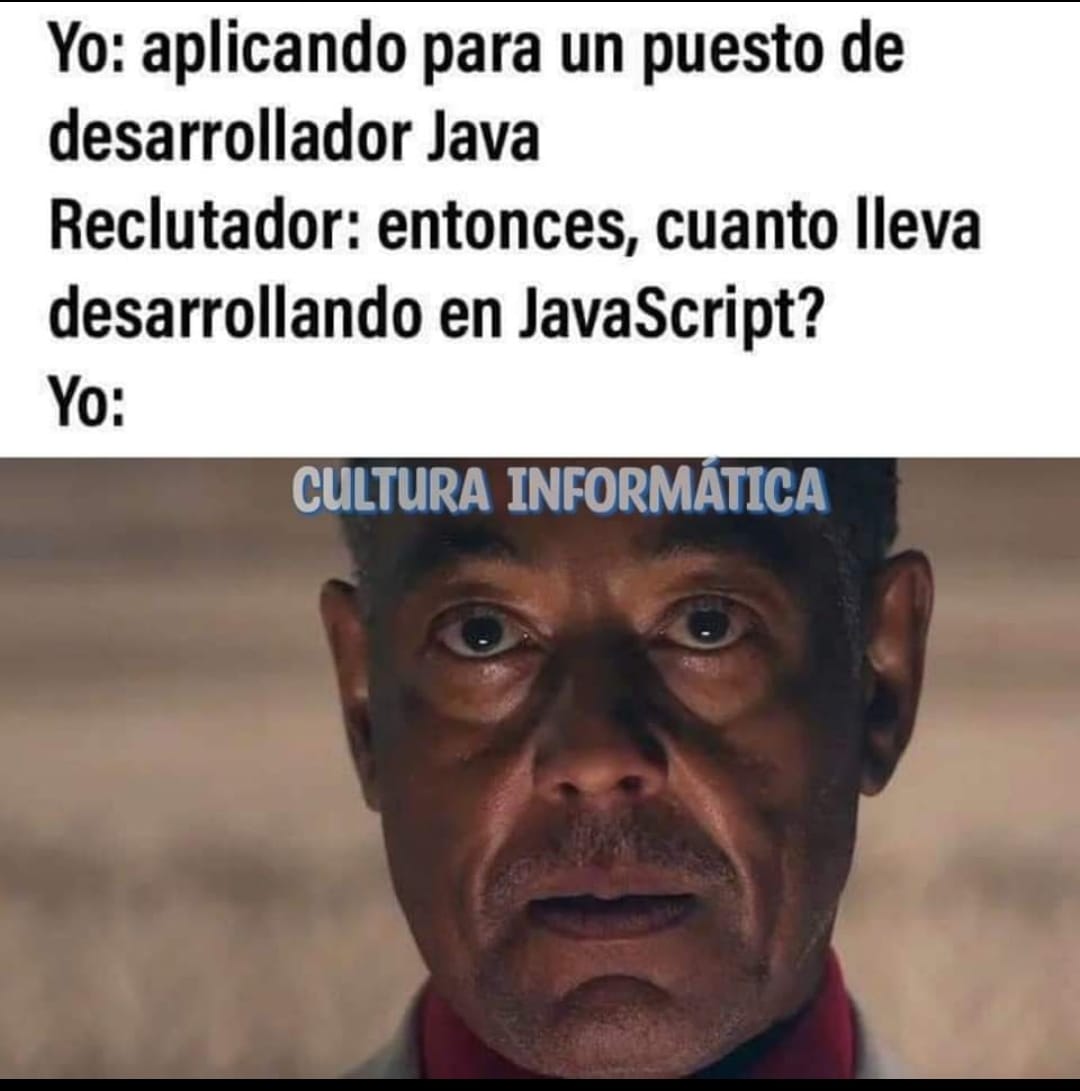 Yo: aplicando para un puesto de
desarrollador Java
Reclutador: entonces, cuanto lleva
desarrollando en JavaScript?
Yo:
CULTURA INFORMÁTICA